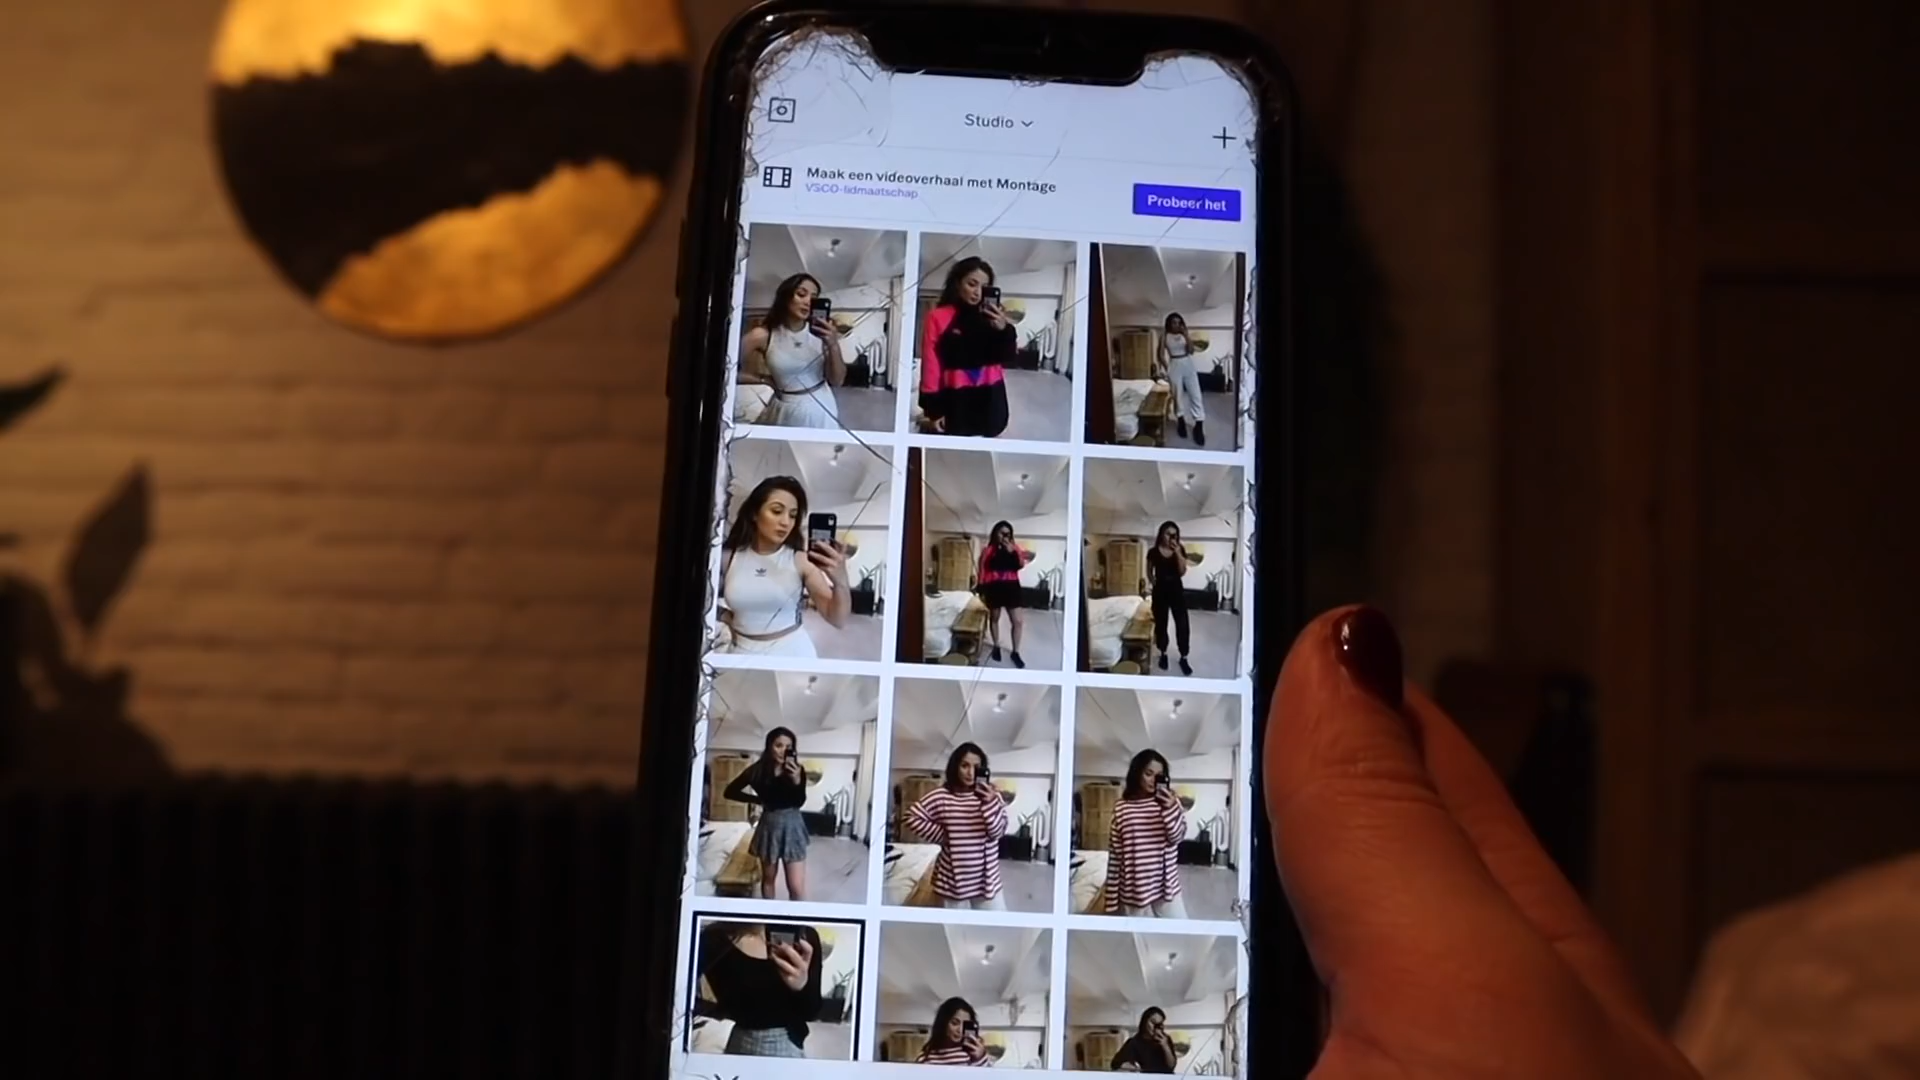 Studio
Maak een videoverhaal met Montage
VSCO-lidmaatschap
Probeer het